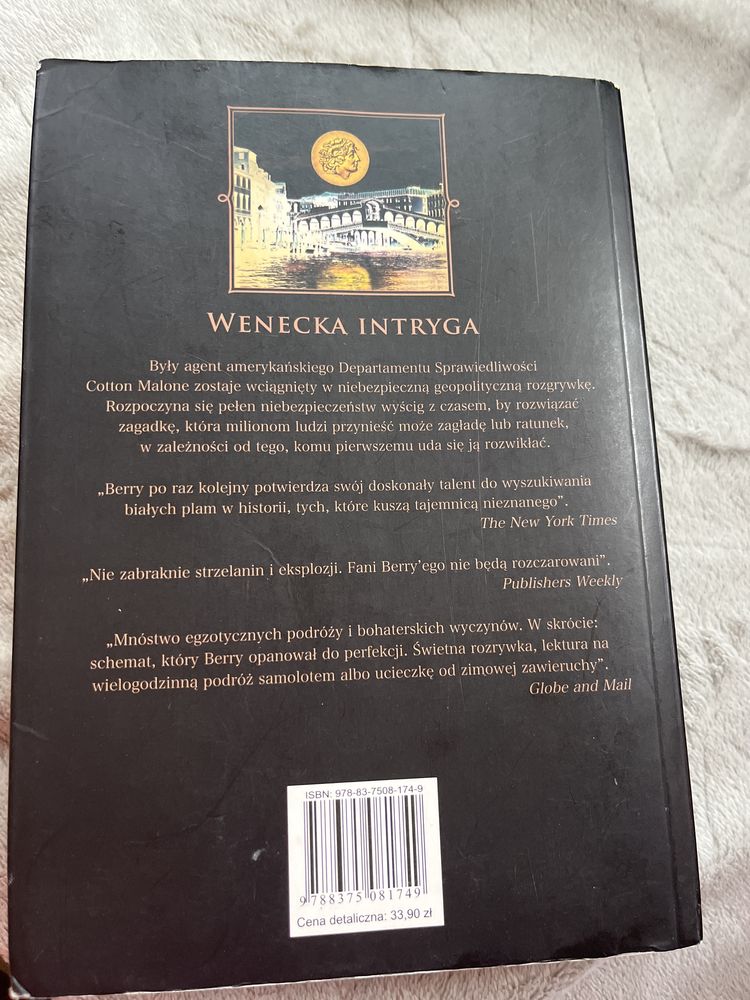 WENECKA INTRYGA
Były agent amerykańskiego Departamentu Sprawiedliwości
Cotton Malone zostaje wciągnięty w niebezpieczną geopolityczną rozgrywkę.
Rozpoczyna się pełen niebezpieczeństw wyścig z czasem, by rozwiązać
zagadkę, która milionom ludzi przynieść może zagładę lub ratunek,
w zależności od tego, komu pierwszemu uda się ją rozwikłać.
„Berry po raz kolejny potwierdza swój doskonały talent do wyszukiwania
białych plam w historii, tych, które kuszą tajemnicą nieznanego”.
The New York Times
„Nie zabraknie strzelanin i eksplozji. Fani Berry’ego nie będą rozczarowani”.
Publishers Weekly
„Mnóstwo egzotycznych podróży i bohaterskich wyczynów. W skrócie:
schemat, który Berry opanował do perfekcji. Świetna rozrywka, lektura na
wielogodzinną podróż samolotem albo ucieczkę od zimowej zawieruchy”.
Globe and Mail
ISBN: 978-83-7508-174-9
9 788375 081749
Cena detaliczna: 33,90 zł